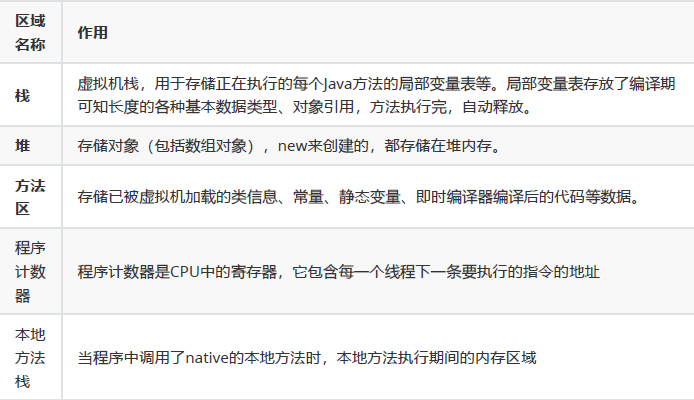 区域
名称
作用
栈
虚拟机栈，用于存储正在执行的每个Java方法的局部变量表等。局部变量表存放了编译期
可知长度的各种基本数据类型、对象引用，方法执行完，自动释放。
堆
存储对象（包括数组对象），new来创建的，都存储在堆内存。
方法
区
存储已被虚拟机加载的类信息、常量、静态变量、即时编译器编译后的代码等数据。
程序
计数
器
程序计数器是CPU中的寄存器，它包含每一个线程下一条要执行的指令的地址
本地
方法
栈
当程序中调用了native的本地方法时，本地方法执行期间的内存区域